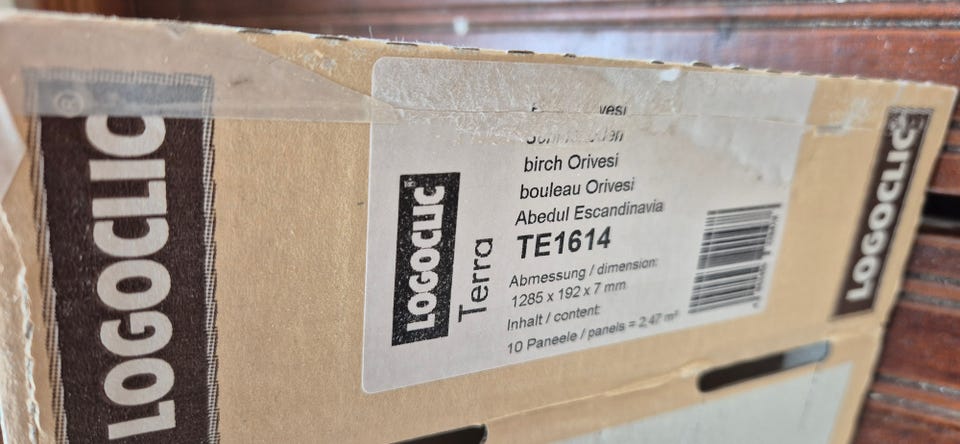 LOGOCLIC®
LOGOCLIC®
Terra
birch Orivesi
bouleau Orivesi
Abedul Escandinavia
TE1614
Abmessung / dimension:
1285 x 192 x 7 mm
Inhalt / content:
10 Paneele / panels = 2,47 m²
LOGOCLIC®